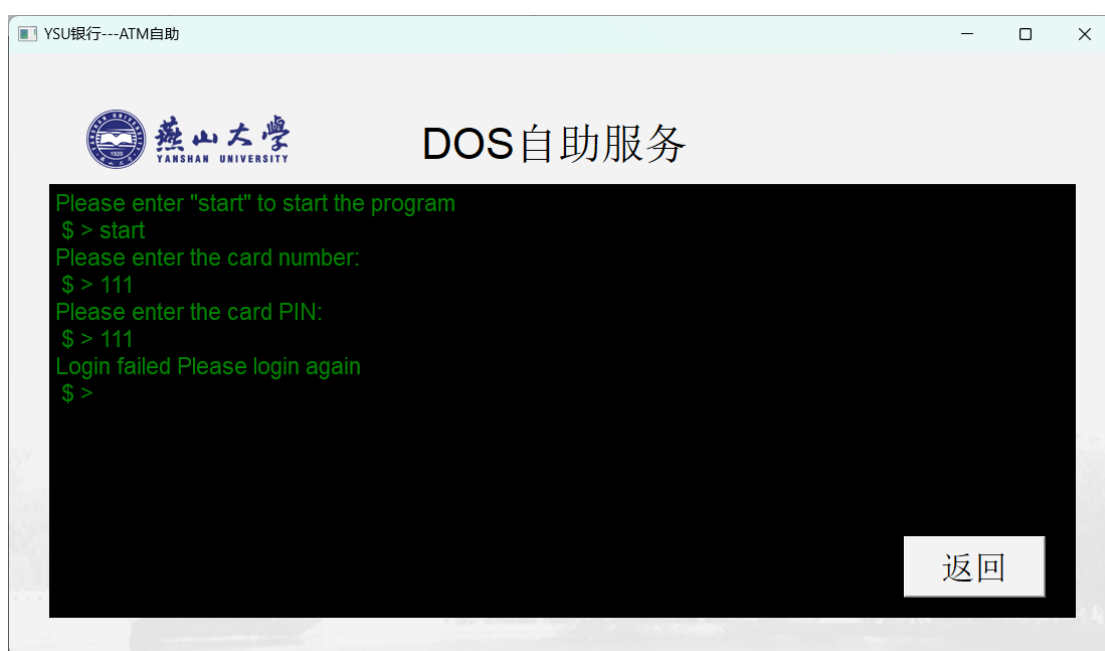 YSU银行---ATM自助
燕山大學
YANSHAN UNIVERSITY
1920
DOS自助服务
Please enter "start" to start the program
$ > start
Please enter the card number:
$ > 111
Please enter the card PIN:
$ > 111
Login failed Please login again
$ >
返回